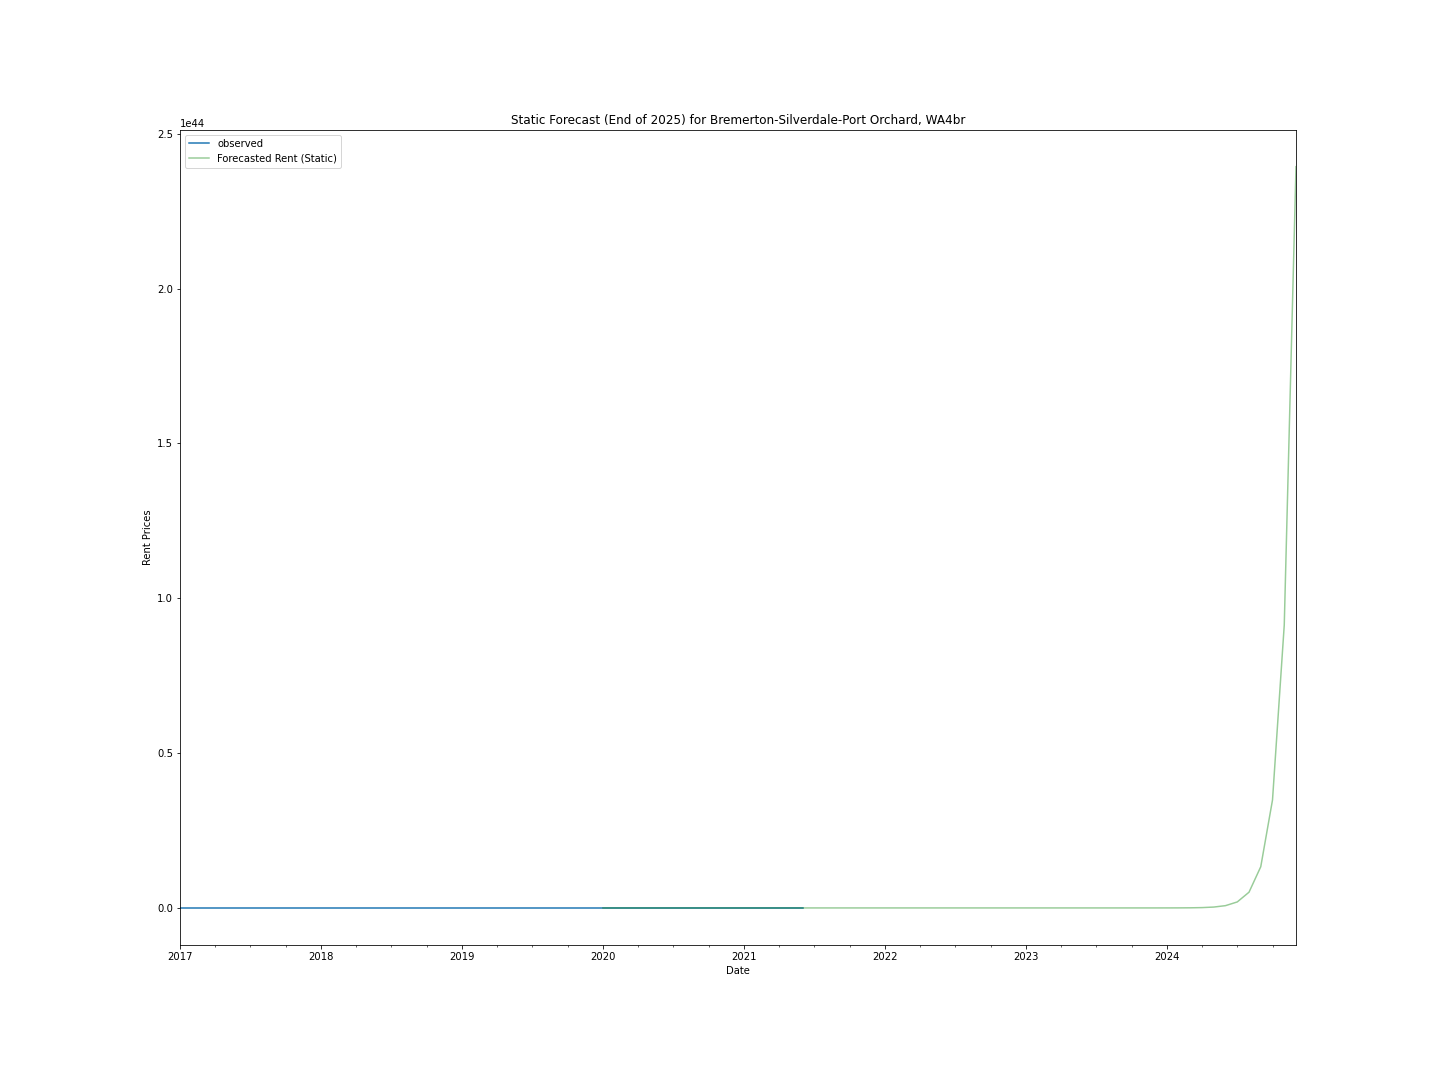 Static Forecast (End of 2025) for Bremerton-Silverdale-Port Orchard, WA4br
1e44
2.5
observed
Forecasted Rent (Static)
2.0
1.5
Rent Prices
1.0
0.5
0.0
2017 2018 2019 2020 2021 2022 2023 2024
Date